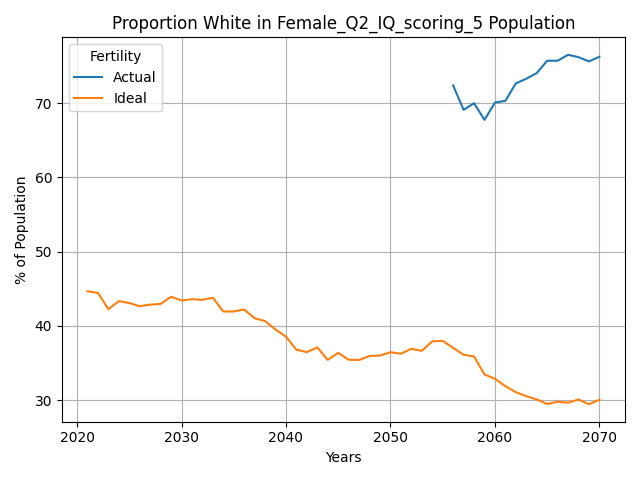 Proportion White in Female_Q2_IQ_scoring_5 Population
Fertility
Actual
Ideal
% of Population
70
60
50
40
30
2020 2030 2040 2050 2060 2070
Years